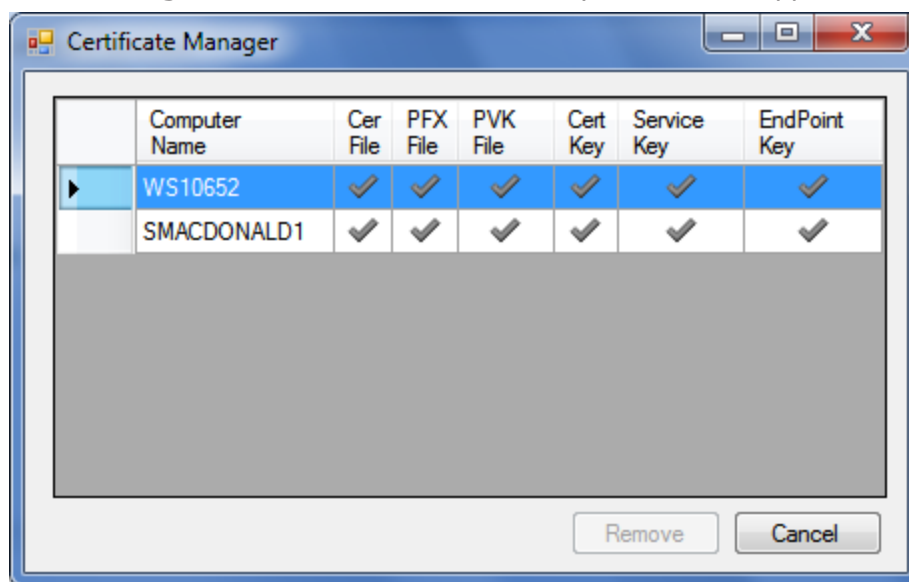 Certificate Manager
Computer Name Cer File PFX File PVK File Cert Key Service Key EndPoint Key
WS10652
SMACDONALD1
Remove Cancel